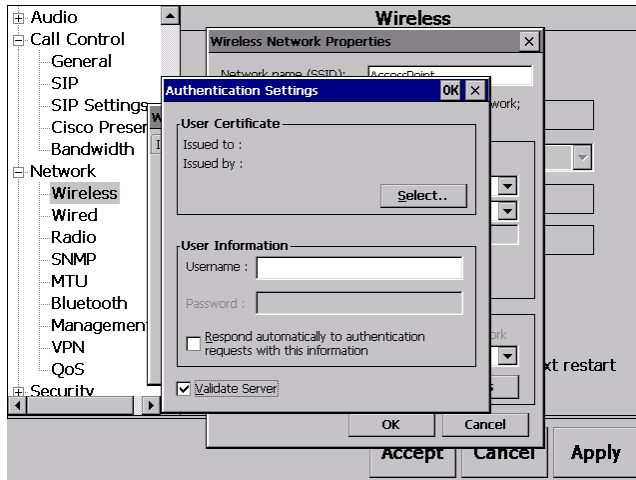 Audio
Call Control
General
SIP
SIP Settings
Cisco Preser
Bandwidth
Network
Wireless
Wired
Radio
SNMP
MTU
Bluetooth
Managemen
VPN
QoS
Security
Wireless
Wireless Network Properties
Network name (SSID): AccessPoint
work;
Authentication Settings OK
User Certificate
Issued to :
Issued by :
Select..
User Information
Username :
Password :
Respond automatically to authentication
requests with this information
Validate Server
ork
xt restart
OK Cancel
Accept Cancel Apply